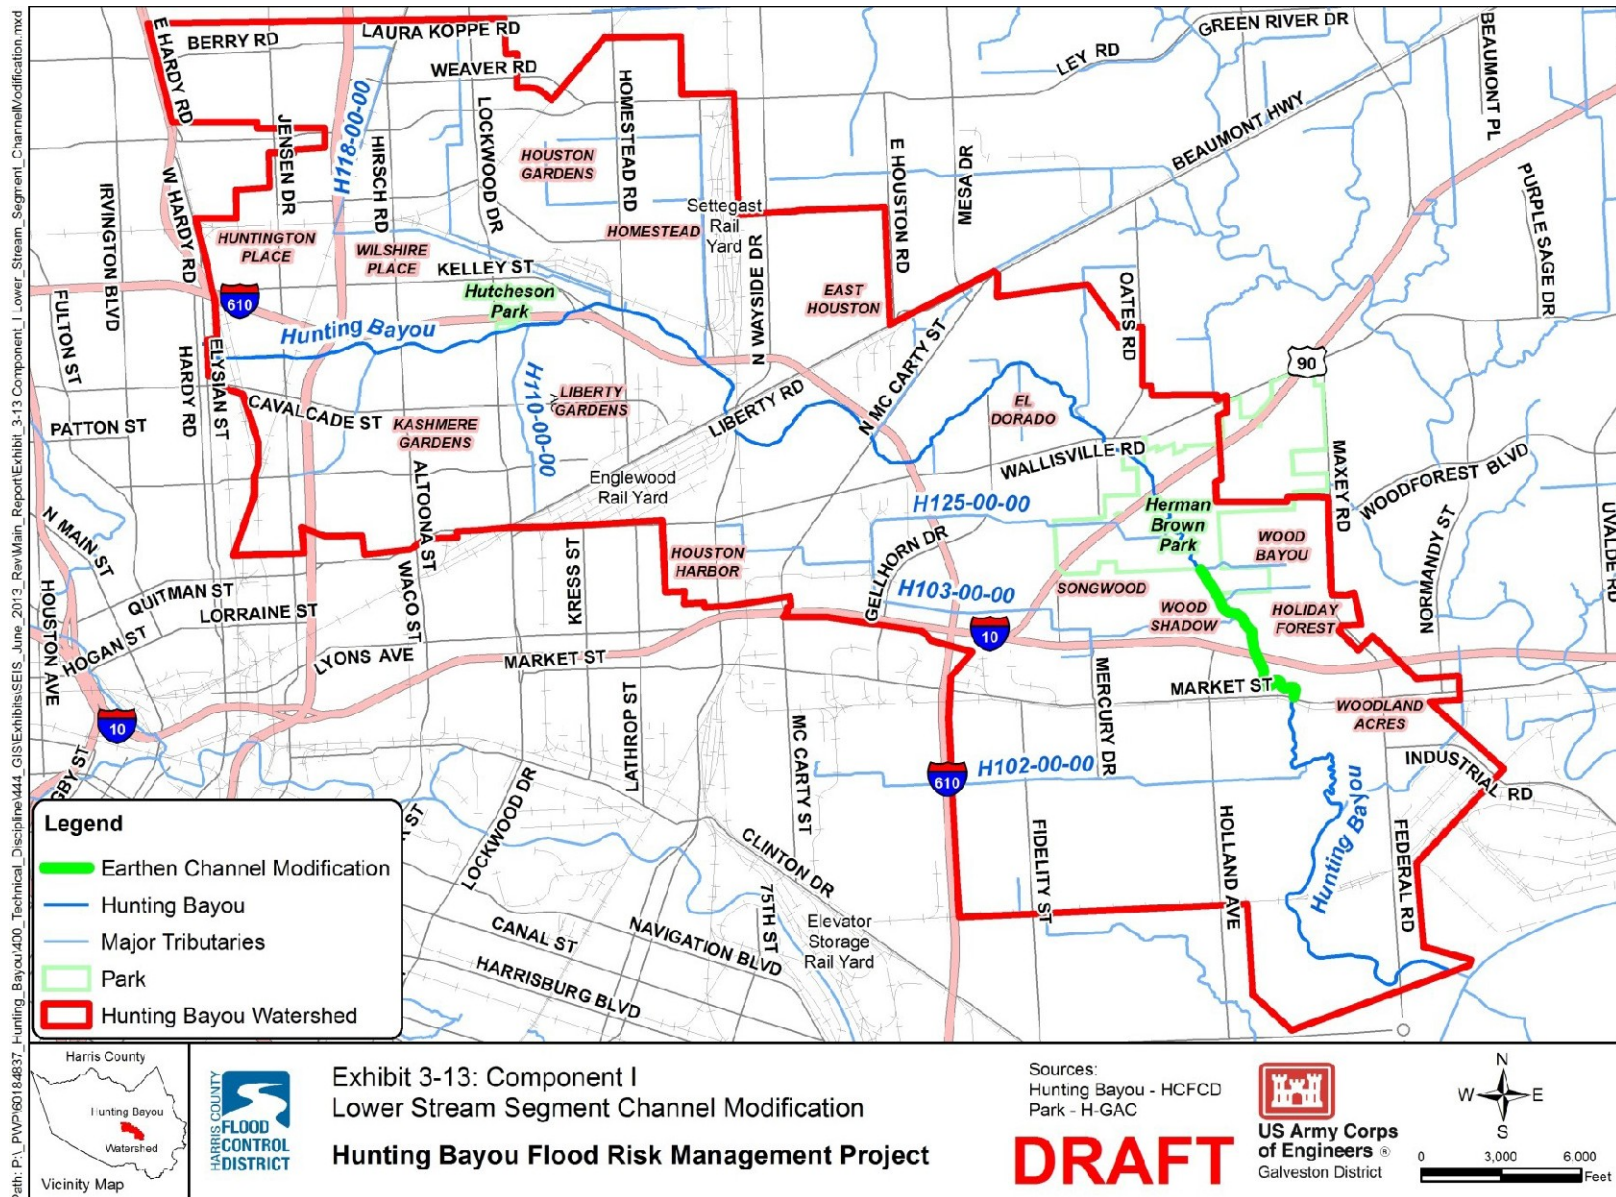 BERRY RD
LAURA KOPPE RD
WEAVER RD
E HARDY RD
JENSEN DR
H118-00-00
HIRSCH RD
LOCKWOOD DR
HOMESTEAD RD
HOUSTON
GARDENS
LEY RD
GREEN RIVER DR
BEAUMONT PL
BEAUMONT HWY
E HOUSTON RD
MESA DR
PURPLE SAGE DR
IRVINGTON BLVD
W HARDY RD
HUNTINGTON
PLACE
WILSHIRE
PLACE
HOMESTEAD
Settegast
Rail
Yard
KELLEY ST
Hutcheson
Park
610
N WAYSIDE DR
EAST
HOUSTON
OATES RD
FULTON ST
Hunting Bayou
N MC CARTY ST
90
HARDY RD
ELYSIAN ST
CAVALCADE ST
KASHMERE
GARDENS
H110-00-00
LIBERTY
GARDENS
LIBERTY RD
EL
DORADO
PATTON ST
WALLISVILLE RD
MAXEY RD
WOODFOREST BLVD
ALTOONA ST
Englewood
Rail Yard
H125-00-00
Herman
Brown
Park
WOOD
BAYOU
NORMANDY ST
UVALDE RD
N MAIN ST
QUITMAN ST
LORRAINE ST
HOUSTON AVE
HOGAN ST
WACO ST
KRESS ST
HOUSTON
HARBOR
GELLHORN DR
H103-00-00
SONGWOOD
WOOD
SHADOW
HOLIDAY
FOREST
10
LYONS AVE
MARKET ST
MERCURY DR
MARKET ST
WOODLAND
ACRES
10
LATHROP ST
MC CARTY ST
610
H102-00-00
INDUSTRIAL RD
GBY ST
LOCKWOOD DR
CLINTON DR
FIDELITY ST
HOLLAND AVE
Hunting Bayou
FEDERAL RD
75TH ST
CANAL ST
NAVIGATION BLVD
HARRISBURG BLVD
Elevator
Storage
Rail Yard
Legend
Earthen Channel Modification
Hunting Bayou
Major Tributaries
Park
Hunting Bayou Watershed
Harris County
Hunting Bayou
Watershed
Vicinity Map
HARRIS COUNTY
FLOOD
CONTROL
DISTRICT
Exhibit 3-13: Component I
Lower Stream Segment Channel Modification
Hunting Bayou Flood Risk Management Project
Sources:
Hunting Bayou - HCFCD
Park - H-GAC
DRAFT
US Army Corps
of Engineers ®
Galveston District
N
W E
S
0 3,000 6,000
Feet